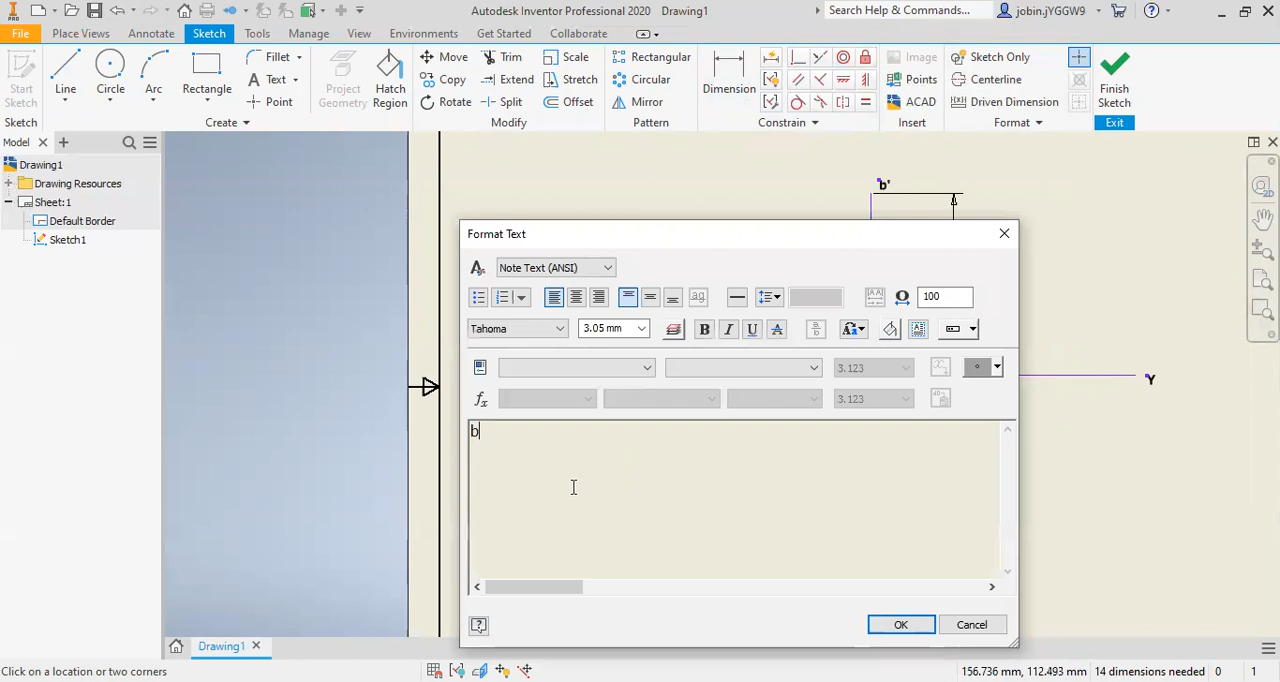 PRO
Autodesk Inventor Professional 2020 Drawing1
Search Help & Commands...
jobin.jYGGW9
File Place Views Annotate Sketch Tools Manage View Environments Get Started Collaborate
Start Sketch
Line
Circle
Arc
Rectangle
Fillet
Text
Point
Project Geometry
Hatch Region
Move
Copy
Rotate
Trim
Extend
Split
Scale
Stretch
Offset
Rectangular
Circular
Mirror
Dimension
Image
Points
ACAD
Sketch Only
Centerline
Driven Dimension
Finish Sketch
Sketch Create Modify Pattern Constrain Insert Format Exit
Model
Drawing1
Drawing Resources
Sheet:1
Default Border
Sketch1
b'
Y
Format Text
Note Text (ANSI)
100
Tahoma 3.05 mm
3.123
3.123
b
OK Cancel
Drawing1
Click on a location or two corners
156.736 mm, 112.493 mm 14 dimensions needed 0 1